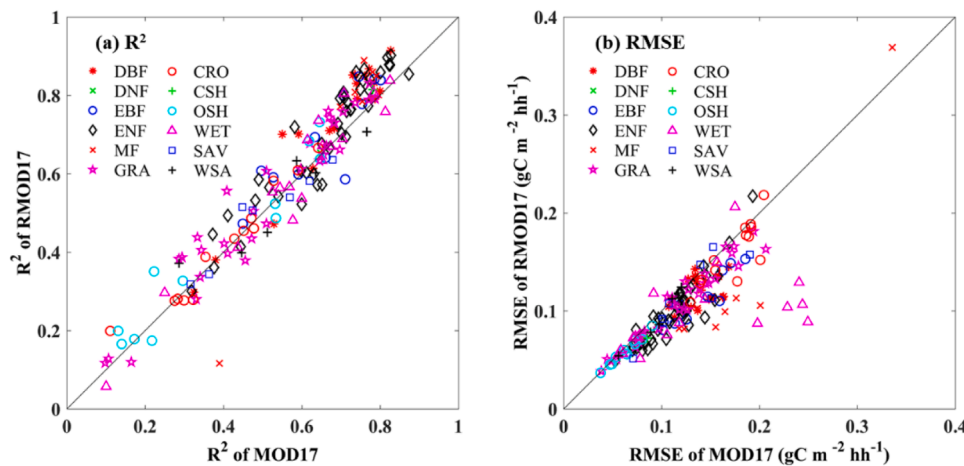 (a) R²
DBF CRO
DNF CSH
EBF OSH
ENF WET
MF SAV
GRA WSA
1
0.8
0.6
0.4
0.2
0
0 0.2 0.4 0.6 0.8 1
R² of RMOD17
R² of MOD17
(b) RMSE
DBF CRO
DNF CSH
EBF OSH
ENF WET
MF SAV
GRA WSA
0.4
0.3
0.2
0.1
0
0 0.1 0.2 0.3 0.4
RMSE of RMOD17 (gC m ⁻² hh⁻¹)
RMSE of MOD17 (gC m ⁻² hh⁻¹)